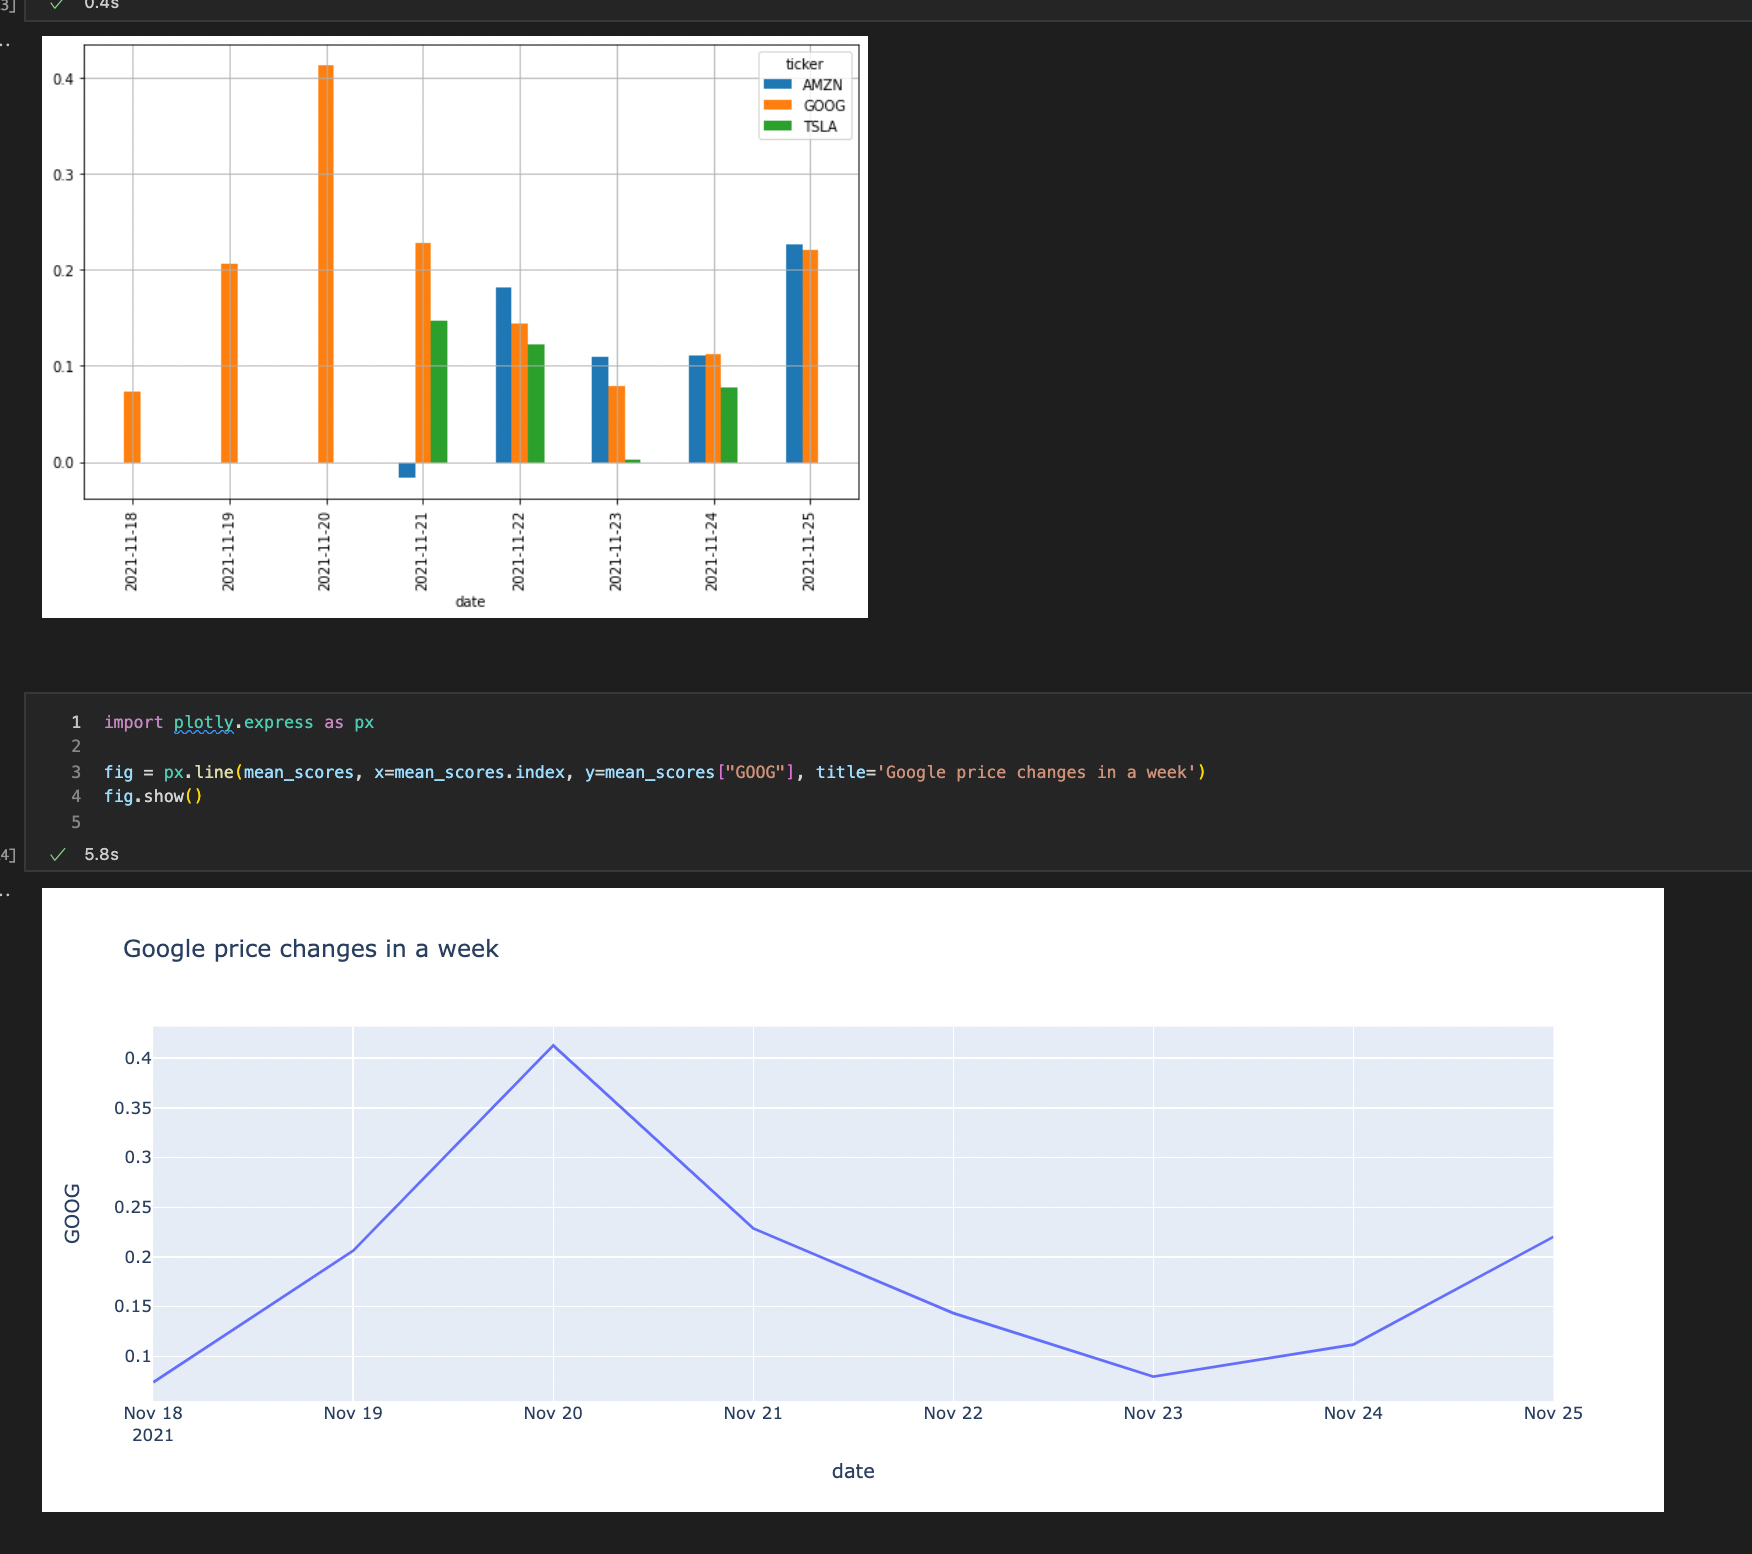 3]
0.4s
ticker
AMZN
GOOG
TSLA
0.4
0.3
0.2
0.1
0.0
2021-11-18
2021-11-19
2021-11-20
2021-11-21
2021-11-22
2021-11-23
2021-11-24
2021-11-25
date
1 import plotly.express as px
2
3 fig = px.line(mean_scores, x=mean_scores.index, y=mean_scores["GOOG"], title='Google price changes in a week')
4 fig.show()
5
4]
5.8s
Google price changes in a week
0.4
0.35
0.3
0.25
0.2
0.15
0.1
GOOG
Nov 18 Nov 19 Nov 20 Nov 21 Nov 22 Nov 23 Nov 24 Nov 25
2021
date